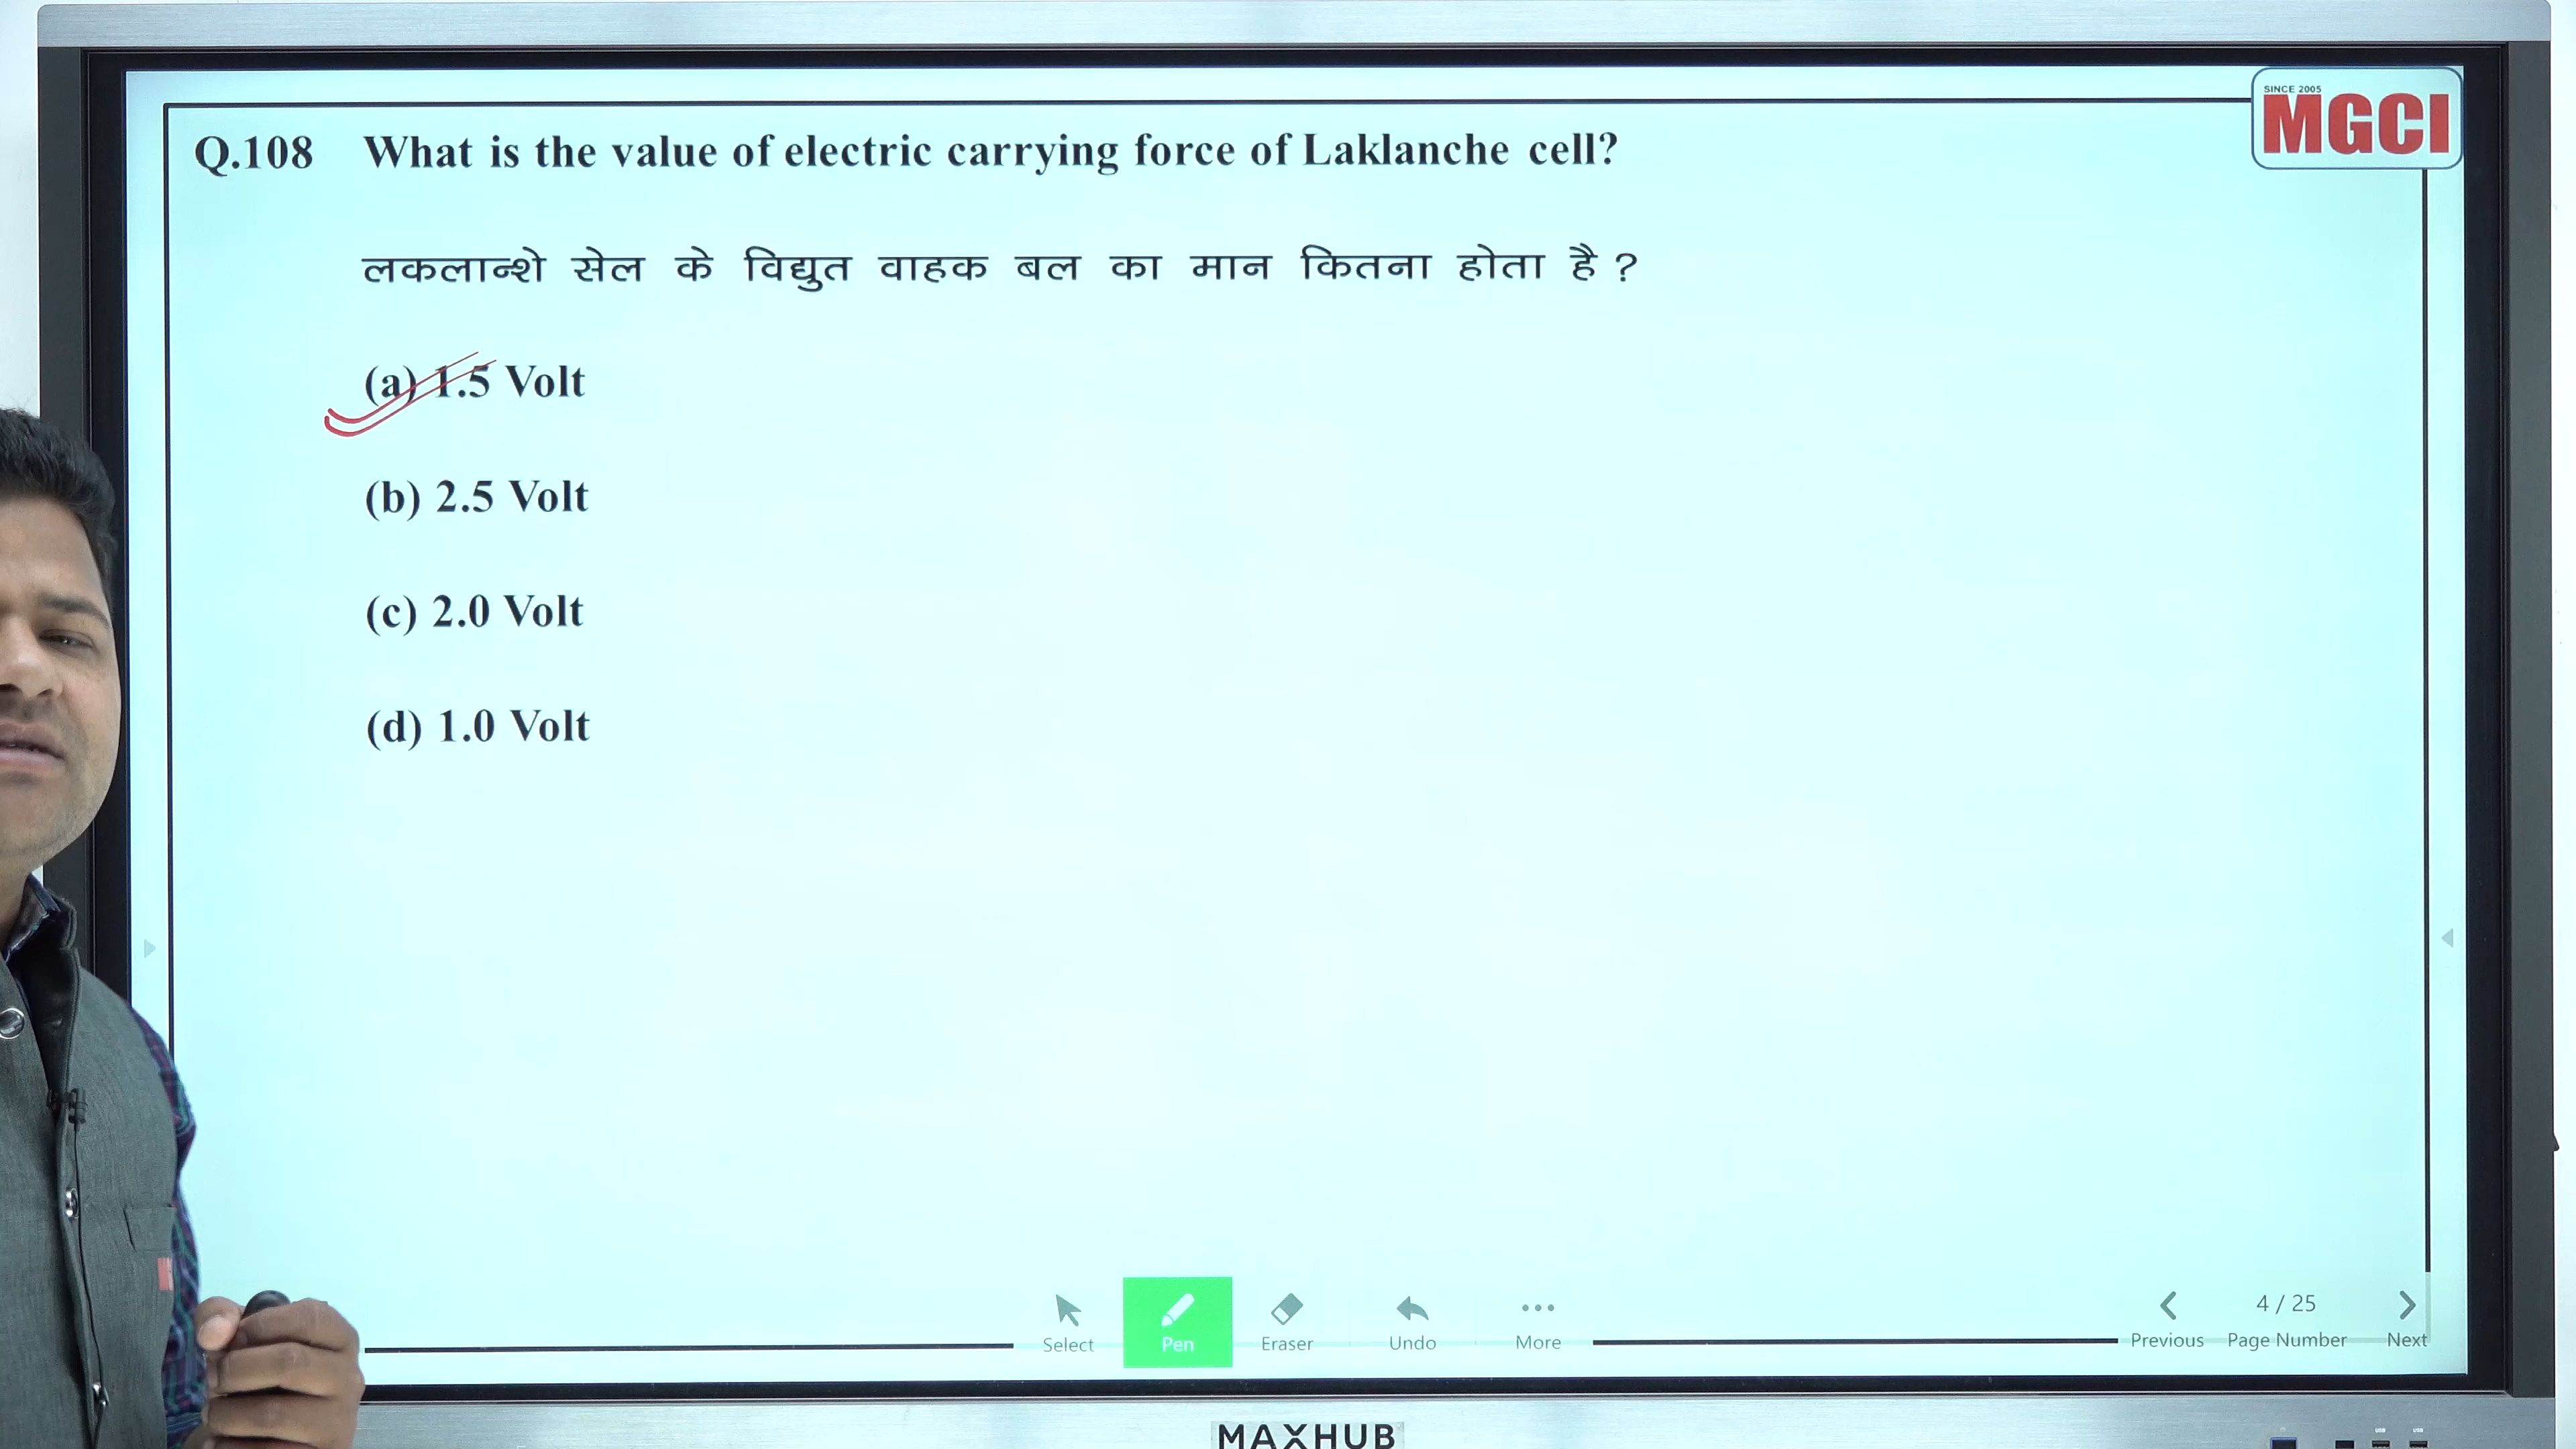 SINCE 2005
MGCI
Q.108 What is the value of electric carrying force of Laklanche cell?
लकलान्शे सेल के विद्युत वाहक बल का मान कितना होता है ?
(a) 1.5 Volt
(b) 2.5 Volt
(c) 2.0 Volt
(d) 1.0 Volt
Select Pen Eraser Undo More
4 / 25
Previous Page Number Next
MAXHUB